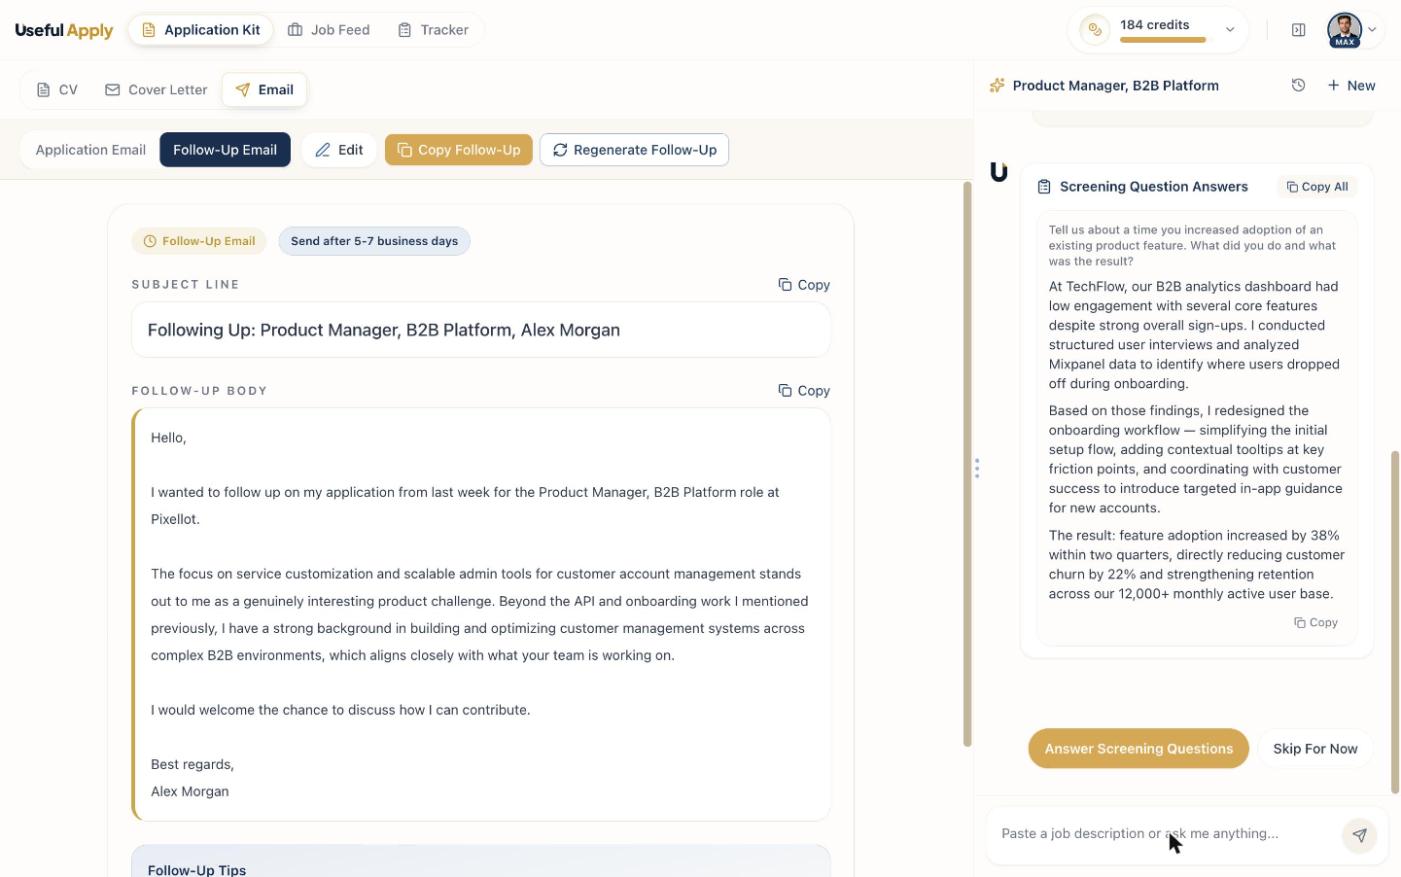 Useful Apply
Application Kit
Job Feed
Tracker
184 credits
MAX
CV
Cover Letter
Email
Product Manager, B2B Platform
New
Application Email
Follow-Up Email
Edit
Copy Follow-Up
Regenerate Follow-Up
Follow-Up Email
Send after 5-7 business days
SUBJECT LINE
Copy
Following Up: Product Manager, B2B Platform, Alex Morgan
FOLLOW-UP BODY
Copy
Hello,
I wanted to follow up on my application from last week for the Product Manager, B2B Platform role at
Pixellot.
The focus on service customization and scalable admin tools for customer account management stands
out to me as a genuinely interesting product challenge. Beyond the API and onboarding work I mentioned
previously, I have a strong background in building and optimizing customer management systems across
complex B2B environments, which aligns closely with what your team is working on.
I would welcome the chance to discuss how I can contribute.
Best regards,
Alex Morgan
Follow-Up Tips
U
Screening Question Answers
Copy All
Tell us about a time you increased adoption of an
existing product feature. What did you do and what
was the result?
At TechFlow, our B2B analytics dashboard had
low engagement with several core features
despite strong overall sign-ups. I conducted
structured user interviews and analyzed
Mixpanel data to identify where users dropped
off during onboarding.
Based on those findings, I redesigned the
onboarding workflow — simplifying the initial
setup flow, adding contextual tooltips at key
friction points, and coordinating with customer
success to introduce targeted in-app guidance
for new accounts.
The result: feature adoption increased by 38%
within two quarters, directly reducing customer
churn by 22% and strengthening retention
across our 12,000+ monthly active user base.
Copy
Answer Screening Questions
Skip For Now
Paste a job description or ask me anything...